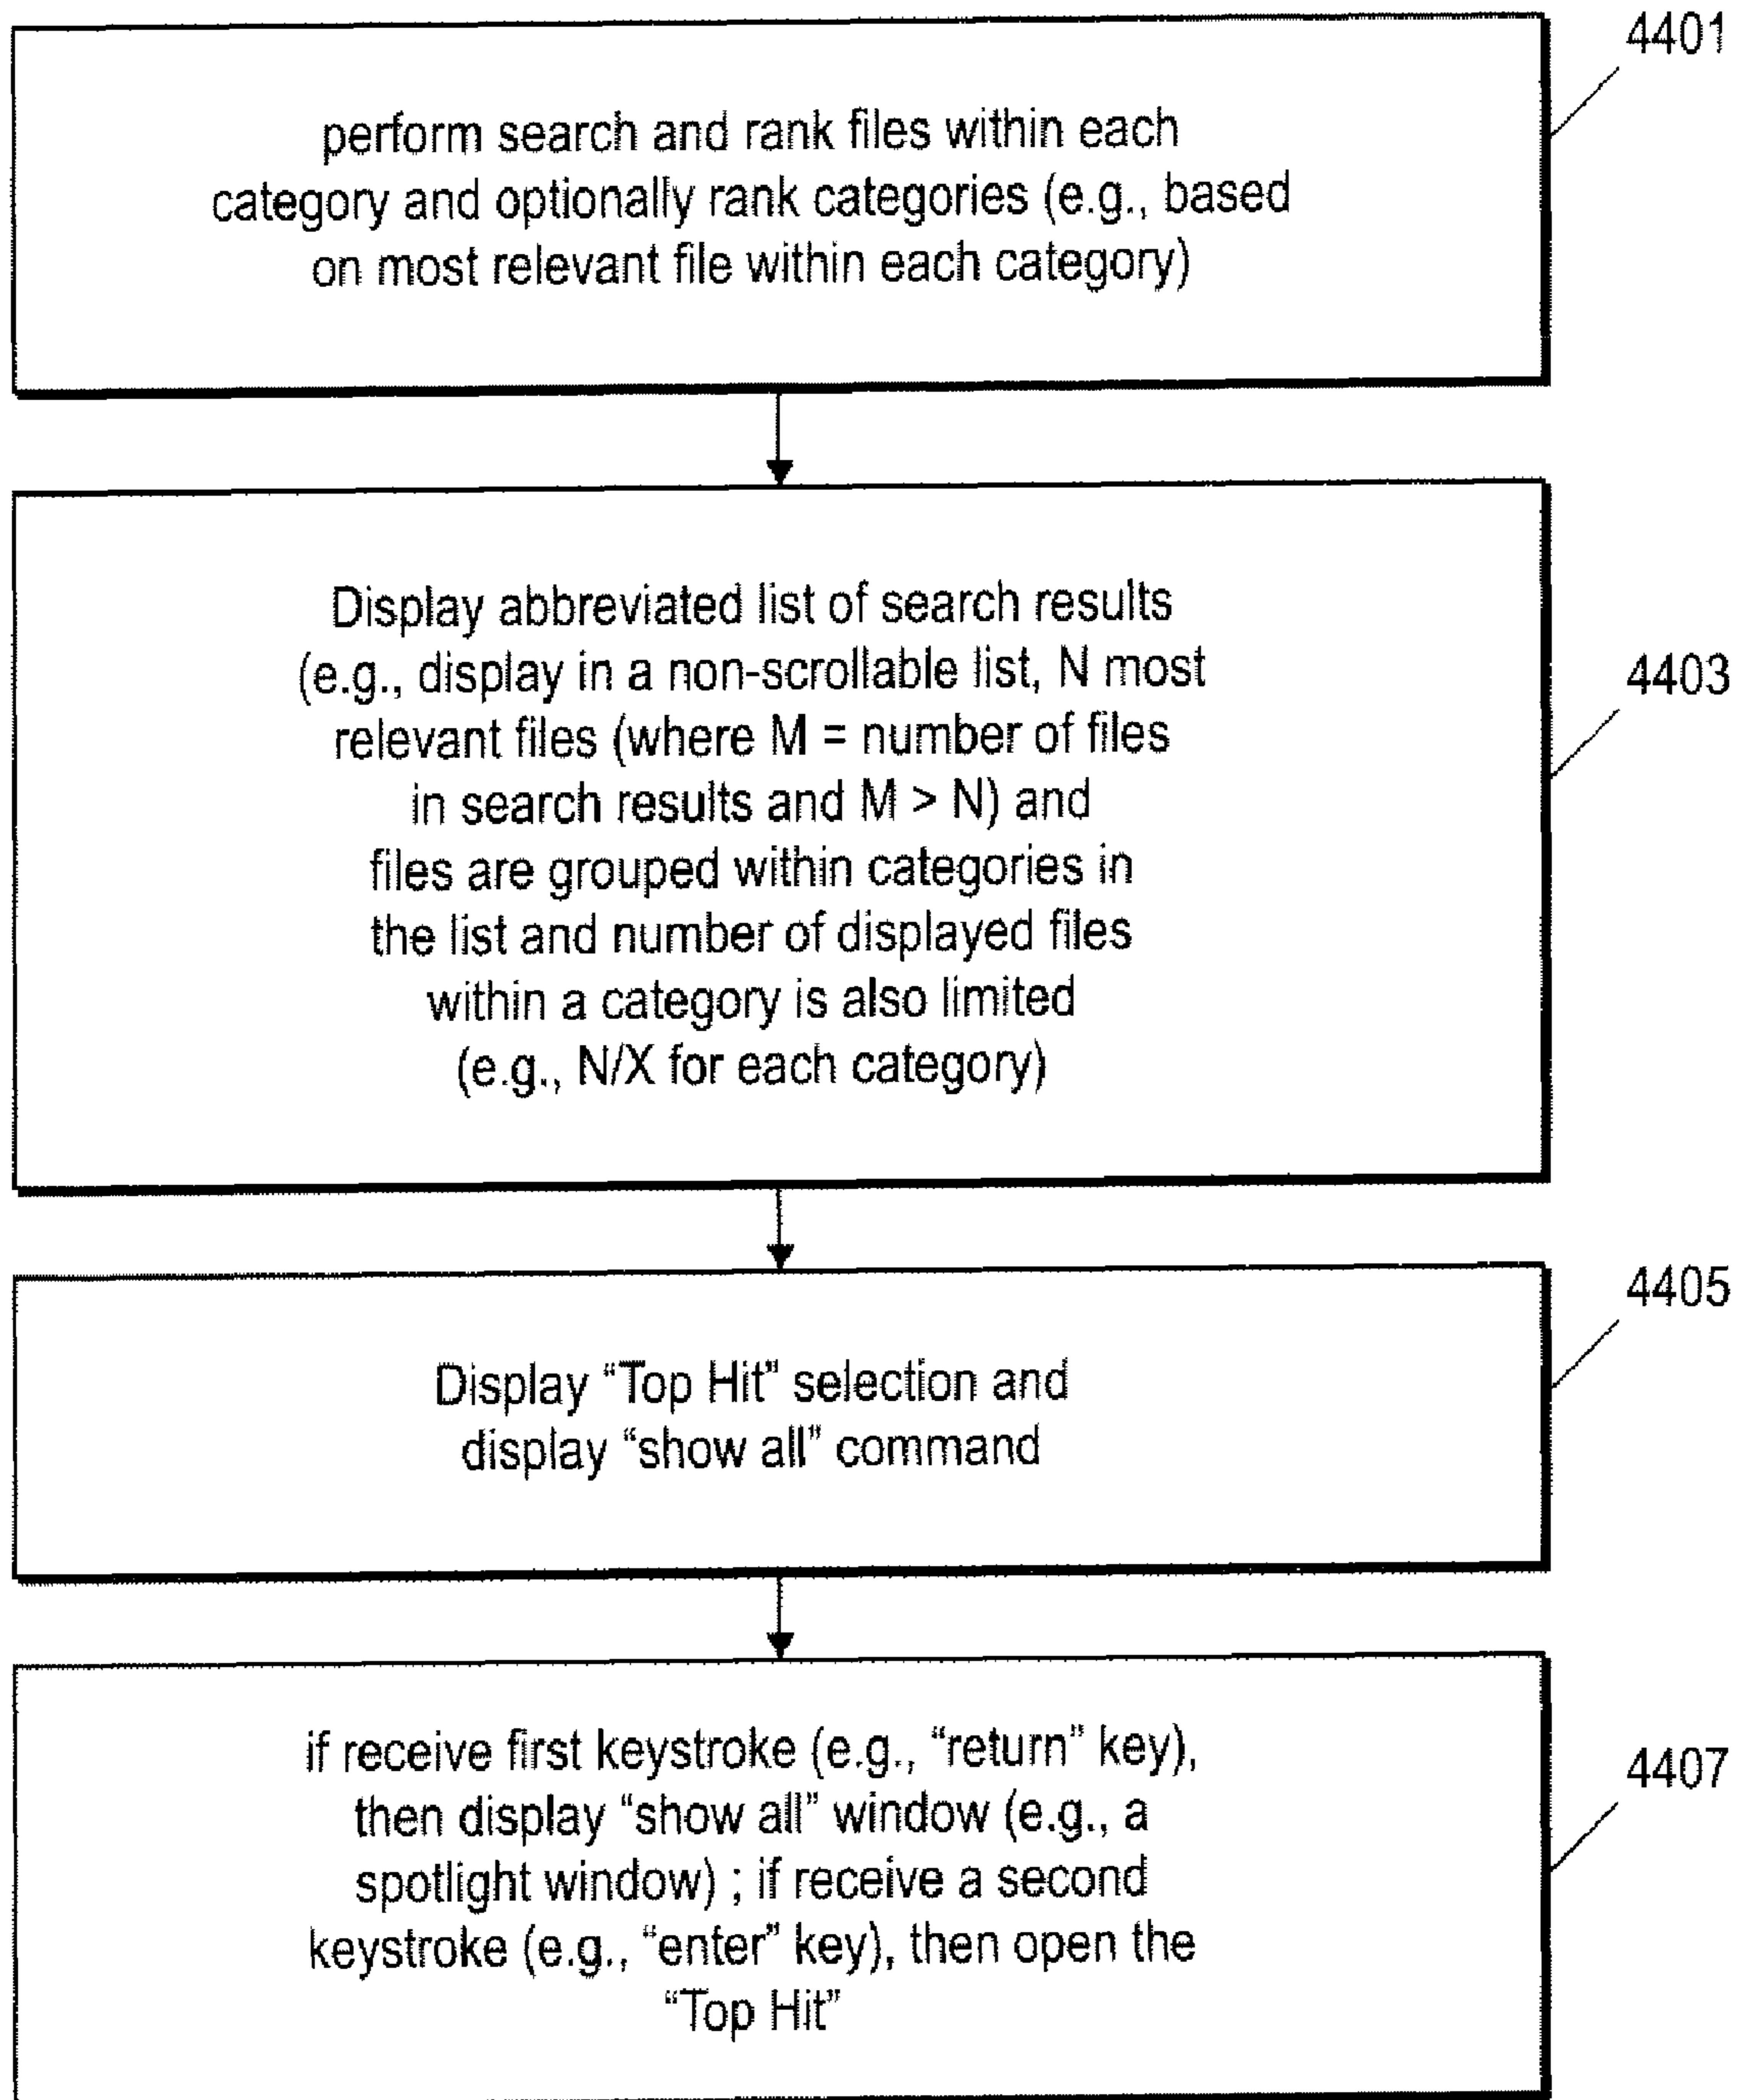 4401
perform search and rank files within each
category and optionally rank categories (e.g., based
on most relevant file within each category)
4403
Display abbreviated list of search results
(e.g., display in a non-scrollable list, N most
relevant files (where M = number of files
in search results and M > N) and
files are grouped within categories in
the list and number of displayed files
within a category is also limited
(e.g., N/X for each category)
4405
Display “Top Hit” selection and
display “show all” command
4407
if receive first keystroke (e.g., “return” key),
then display “show all” window (e.g., a
spotlight window) ; if receive a second
keystroke (e.g., “enter” key), then open the
“Top Hit”